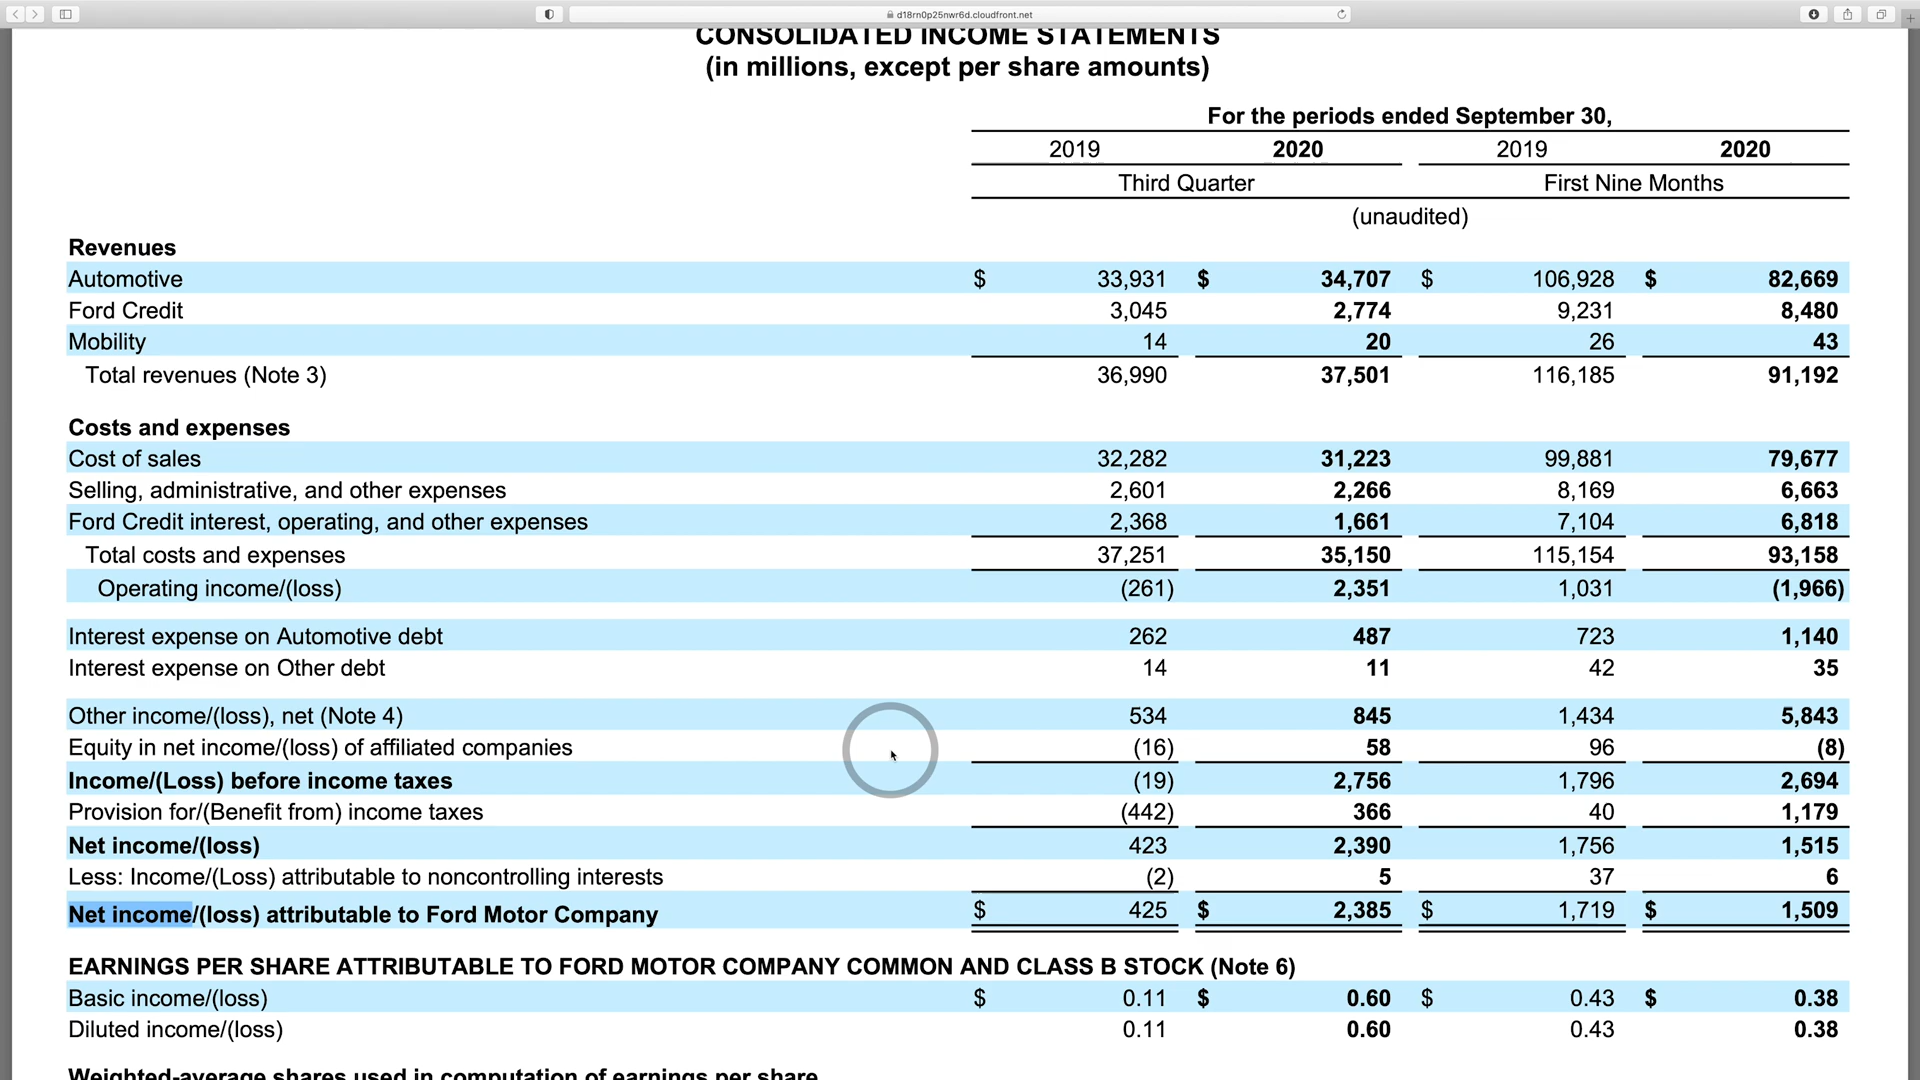 d18rn0p25nwr6d.cloudfront.net
CONSOLIDATED INCOME STATEMENTS
(in millions, except per share amounts)
For the periods ended September 30,
2019 2020 2019 2020
Third Quarter First Nine Months
(unaudited)
Revenues
Automotive $ 33,931 $ 34,707 $ 106,928 $ 82,669
Ford Credit 3,045 2,774 9,231 8,480
Mobility 14 20 26 43
Total revenues (Note 3) 36,990 37,501 116,185 91,192
Costs and expenses
Cost of sales 32,282 31,223 99,881 79,677
Selling, administrative, and other expenses 2,601 2,266 8,169 6,663
Ford Credit interest, operating, and other expenses 2,368 1,661 7,104 6,818
Total costs and expenses 37,251 35,150 115,154 93,158
Operating income/(loss) (261) 2,351 1,031 (1,966)
Interest expense on Automotive debt 262 487 723 1,140
Interest expense on Other debt 14 11 42 35
Other income/(loss), net (Note 4) 534 845 1,434 5,843
Equity in net income/(loss) of affiliated companies (16) 58 96 (8)
Income/(Loss) before income taxes (19) 2,756 1,796 2,694
Provision for/(Benefit from) income taxes (442) 366 40 1,179
Net income/(loss) 423 2,390 1,756 1,515
Less: Income/(Loss) attributable to noncontrolling interests (2) 5 37 6
Net income/(loss) attributable to Ford Motor Company $ 425 $ 2,385 $ 1,719 $ 1,509
EARNINGS PER SHARE ATTRIBUTABLE TO FORD MOTOR COMPANY COMMON AND CLASS B STOCK (Note 6)
Basic income/(loss) $ 0.11 $ 0.60 $ 0.43 $ 0.38
Diluted income/(loss) 0.11 0.60 0.43 0.38
Weighted-average shares used in computation of earnings per share